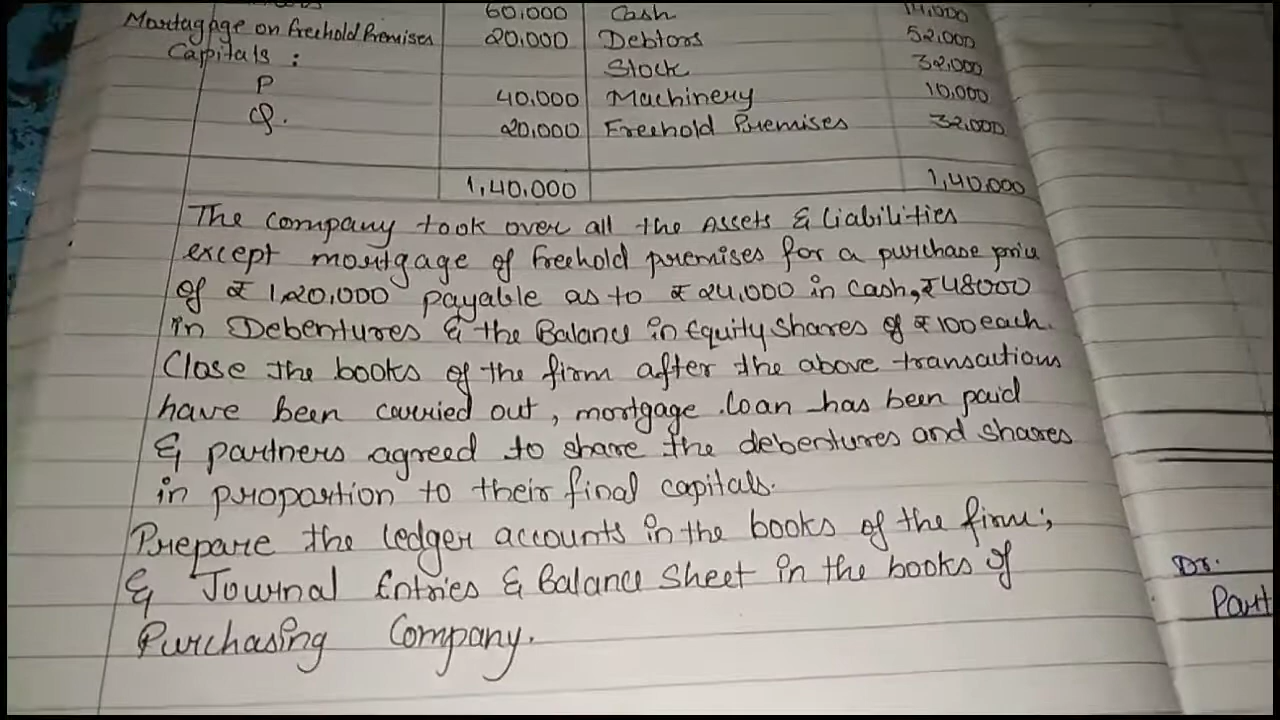 60,000 Cash 14,000
Mortagage on freehold Premises 20,000 Debtors 52,000
Capitals : Stock 32,000
P 40,000 Machinery 10,000
Q. 20,000 Freehold Premises 32,000
1,40,000 1,40,000
The company took over all the Assets & liabilities
except mortgage of freehold premises for a purchase price
of ₹ 1,20,000 payable as to ₹ 24,000 in cash, ₹48000
in Debentures & the Balance in Equity Shares of ₹ 100 each.
Close the books of the firm after the above transactions
have been carried out, mortgage loan has been paid
& partners agreed to share the debentures and shares
in proportion to their final capitals.
Prepare the ledger accounts in the books of the firm;
& Journal Entries & Balance Sheet in the books of
Purchasing Company.
Dr.
Part